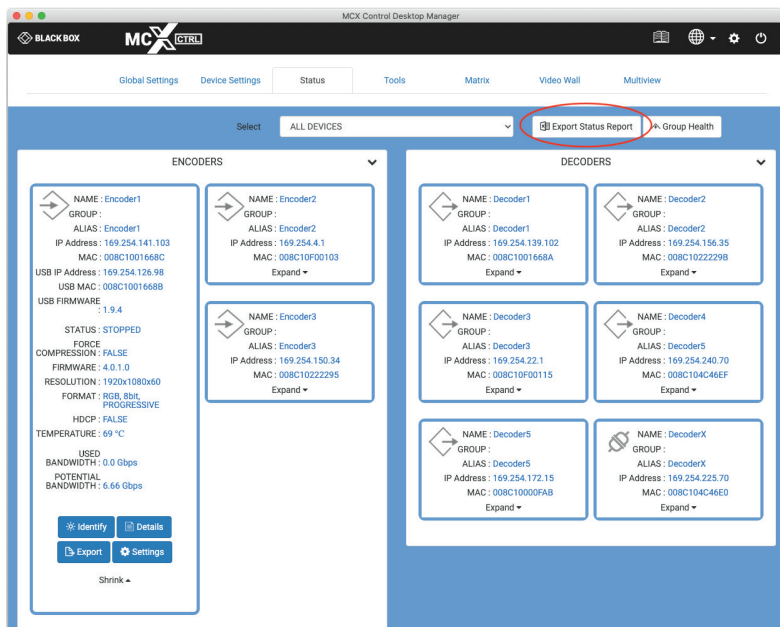 MCX Control Desktop Manager
BLACK BOX
MCX CTRL
Global Settings
Device Settings
Status
Tools
Matrix
Video Wall
Multiview
Select
ALL DEVICES
Export Status Report
Group Health
ENCODERS
NAME : Encoder1
GROUP :
ALIAS : Encoder1
IP Address : 169.254.141.103
MAC : 008C1001668C
USB IP Address : 169.254.126.98
USB MAC : 008C1001668B
USB FIRMWARE
: 1.9.4
STATUS : STOPPED
FORCE
COMPRESSION : FALSE
FIRMWARE : 4.0.1.0
RESOLUTION : 1920x1080x60
FORMAT : RGB, 8bit,
PROGRESSIVE
HDCP : FALSE
TEMPERATURE : 69 °C
USED
BANDWIDTH : 0.0 Gbps
POTENTIAL
BANDWIDTH : 6.66 Gbps
Identify
Details
Export
Settings
Shrink
NAME : Encoder2
GROUP :
ALIAS : Encoder2
IP Address : 169.254.4.1
MAC : 008C10F00103
Expand
NAME : Encoder3
GROUP :
ALIAS : Encoder3
IP Address : 169.254.150.34
MAC : 008C10222295
Expand
DECODERS
NAME : Decoder1
GROUP :
ALIAS : Decoder1
IP Address : 169.254.139.102
MAC : 008C1001668A
Expand
NAME : Decoder2
GROUP :
ALIAS : Decoder2
IP Address : 169.254.156.35
MAC : 008C1022229B
Expand
NAME : Decoder3
GROUP :
ALIAS : Decoder3
IP Address : 169.254.22.1
MAC : 008C10F00115
Expand
NAME : Decoder4
GROUP :
ALIAS : Decoder5
IP Address : 169.254.240.70
MAC : 008C104C46EF
Expand
NAME : Decoder5
GROUP :
ALIAS : Decoder5
IP Address : 169.254.172.15
MAC : 008C10000FAB
Expand
NAME : DecoderX
GROUP :
ALIAS : DecoderX
IP Address : 169.254.225.70
MAC : 008C104C46E0
Expand